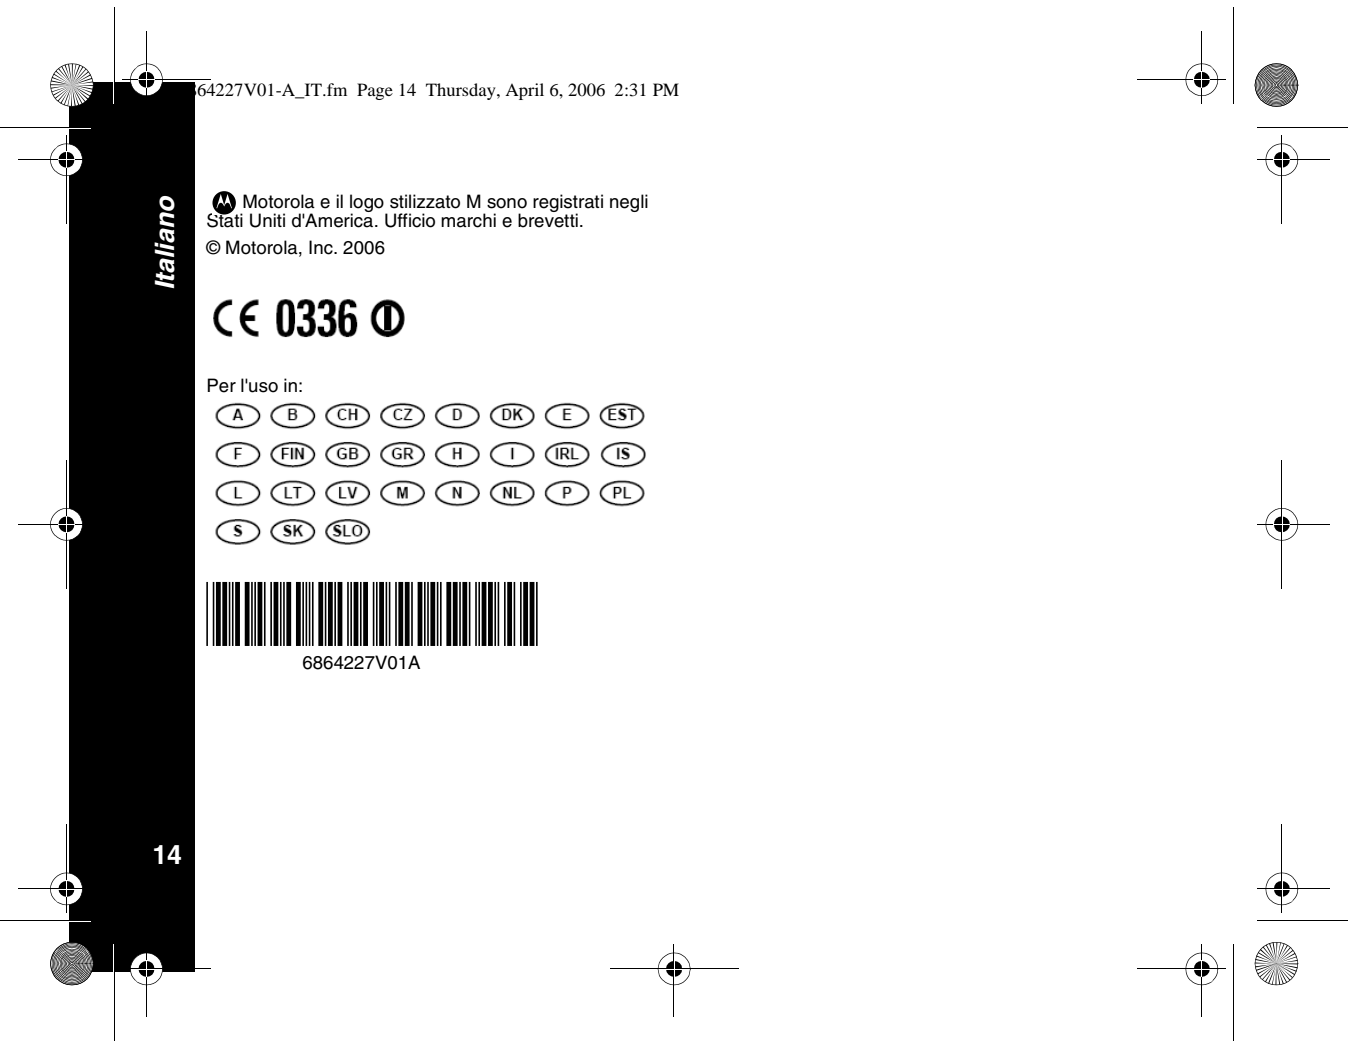 64227V01-A_IT.fm Page 14 Thursday, April 6, 2006 2:31 PM
Italiano
Motorola e il logo stilizzato M sono registrati negli
Stati Uniti d'America. Ufficio marchi e brevetti.
© Motorola, Inc. 2006
CE 0336
Per l'uso in:
A B CH CZ D DK E EST
F FIN GB GR H I IRL IS
L LT LV M N NL P PL
S SK SLO
6864227V01A
14